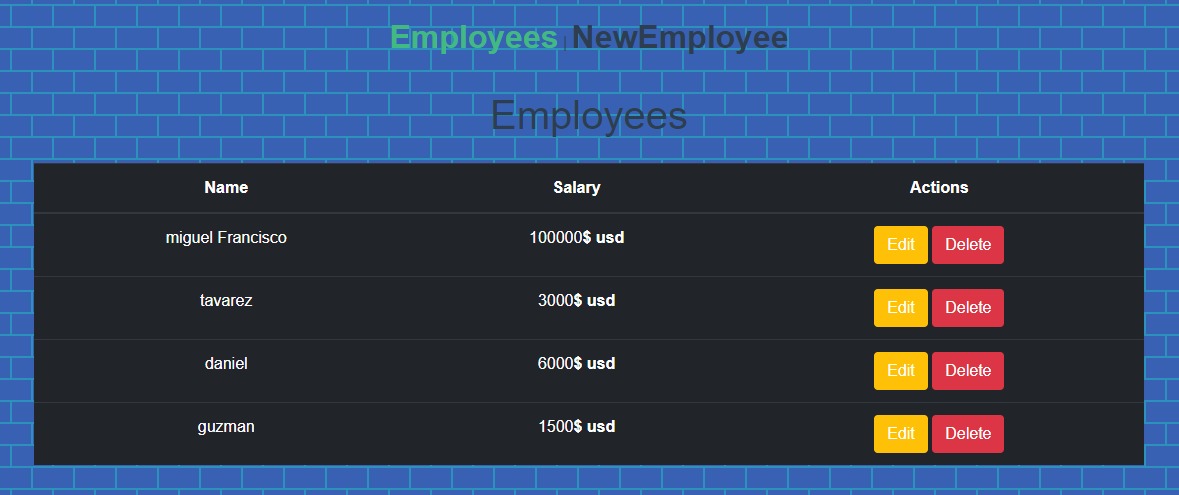 Employees | NewEmployee
Employees
Name Salary Actions
miguel Francisco 100000$ usd Edit Delete
tavarez 3000$ usd Edit Delete
daniel 6000$ usd Edit Delete
guzman 1500$ usd Edit Delete